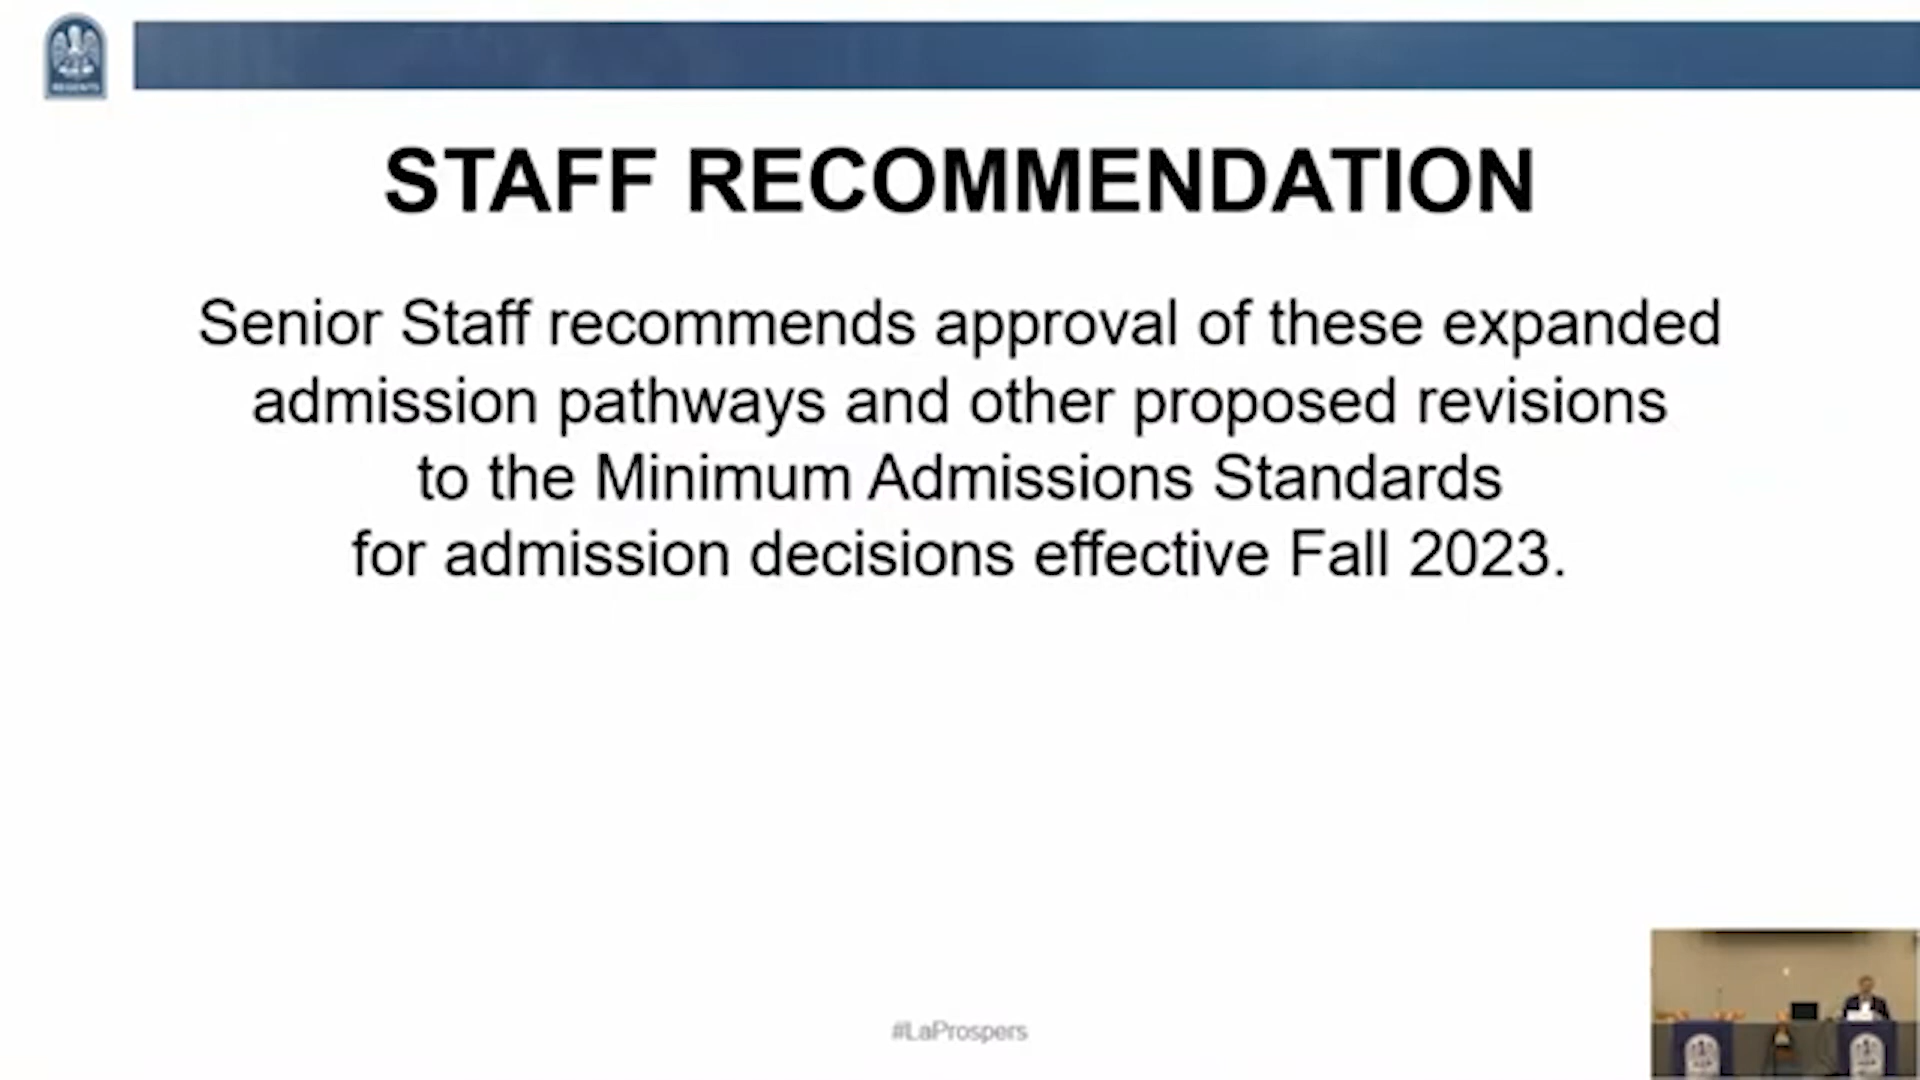 REGENTS
STAFF RECOMMENDATION
Senior Staff recommends approval of these expanded
admission pathways and other proposed revisions
to the Minimum Admissions Standards
for admission decisions effective Fall 2023.
#LaProspers